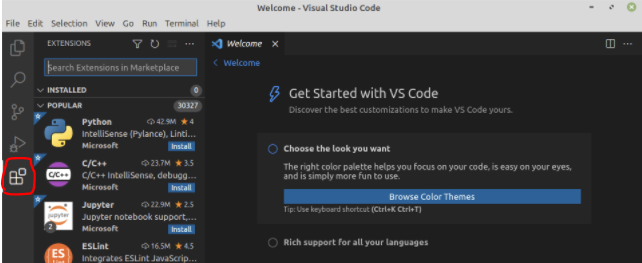 Welcome - Visual Studio Code
File Edit Selection View Go Run Terminal Help
EXTENSIONS
Search Extensions in Marketplace
INSTALLED 0
POPULAR 30327
Python 42.9M ★ 4
IntelliSense (Pylance), Linti...
Microsoft Install
C/C++ 23.7M ★ 3.5
C/C++ IntelliSense, debugg...
Microsoft Install
C/C++
Jupyter 22.9M ★ 2.5
Jupyter notebook support,...
Microsoft Install
jupyter
2
ESLint 16.5M ★ 4.5
Integrates ESLint JavaScrip...
ES
Welcome ×
< Welcome
Get Started with VS Code
Discover the best customizations to make VS Code yours.
Choose the look you want
The right color palette helps you focus on your code, is easy on your eyes,
and is simply more fun to use.
Browse Color Themes
Tip: Use keyboard shortcut (Ctrl+K Ctrl+T)
Rich support for all your languages